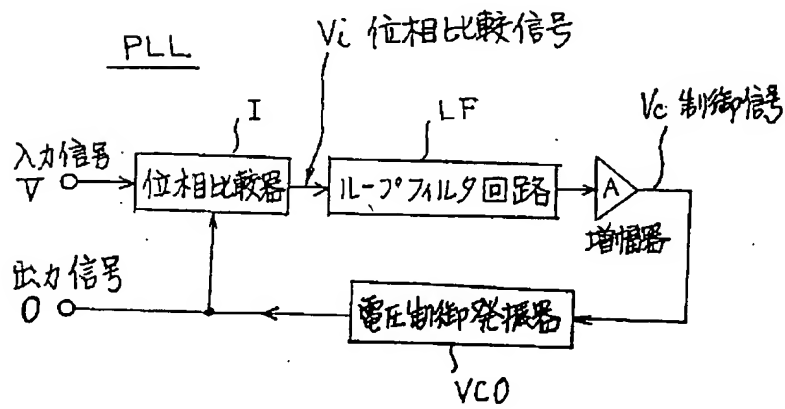 PLL
Vi 位相比較信号
I
LF
Vc 制御信号
入力信号
V
位相比較器
ループフィルタ回路
A
増幅器
出力信号
O
電圧制御発振器
VCO